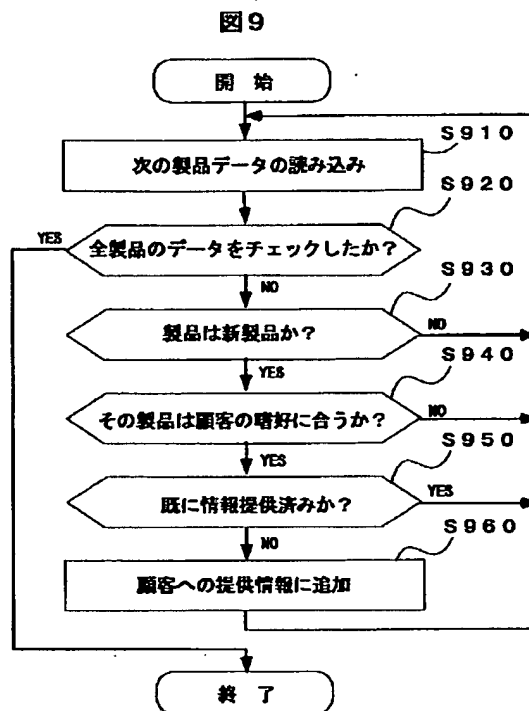 図9
開 始
S910
次の製品データの読み込み
S920
YES
全製品のデータをチェックしたか?
NO
S930
製品は新製品か?
NO
YES
S940
その製品は顧客の嗜好に合うか?
NO
YES
S950
既に情報提供済みか?
YES
NO
S960
顧客への提供情報に追加
終 了